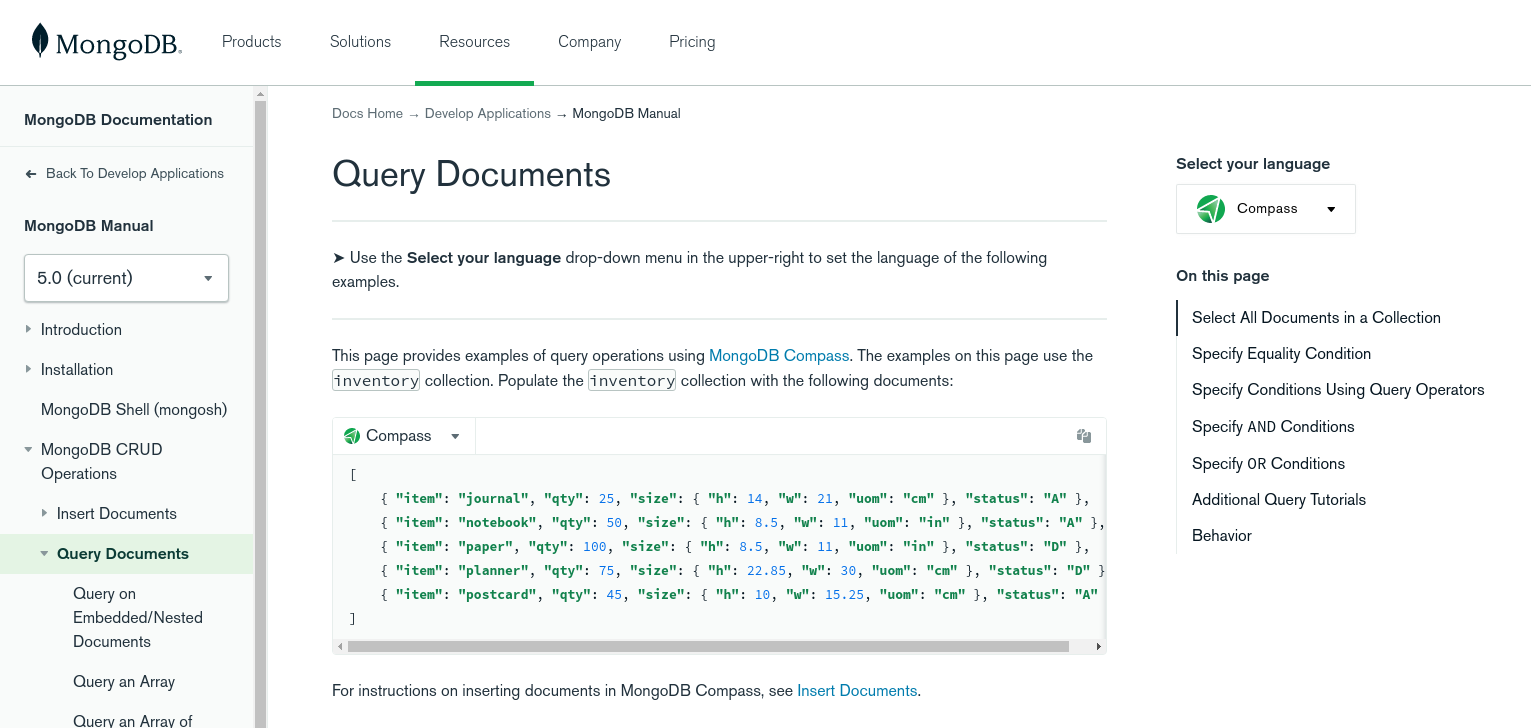 MongoDB.
Products
Solutions
Resources
Company
Pricing
MongoDB Documentation
← Back To Develop Applications
MongoDB Manual
5.0 (current)
Introduction
Installation
MongoDB Shell (mongosh)
MongoDB CRUD
Operations
Insert Documents
Query Documents
Query on
Embedded/Nested
Documents
Query an Array
Query an Array of
Docs Home → Develop Applications → MongoDB Manual
Query Documents
➤ Use the Select your language drop-down menu in the upper-right to set the language of the following
examples.
This page provides examples of query operations using MongoDB Compass. The examples on this page use the
inventory collection. Populate the inventory collection with the following documents:
Compass
[
{ "item": "journal", "qty": 25, "size": { "h": 14, "w": 21, "uom": "cm" }, "status": "A" },
{ "item": "notebook", "qty": 50, "size": { "h": 8.5, "w": 11, "uom": "in" }, "status": "A" },
{ "item": "paper", "qty": 100, "size": { "h": 8.5, "w": 11, "uom": "in" }, "status": "D" },
{ "item": "planner", "qty": 75, "size": { "h": 22.85, "w": 30, "uom": "cm" }, "status": "D" }
{ "item": "postcard", "qty": 45, "size": { "h": 10, "w": 15.25, "uom": "cm" }, "status": "A"
]
For instructions on inserting documents in MongoDB Compass, see Insert Documents.
Select your language
Compass
On this page
Select All Documents in a Collection
Specify Equality Condition
Specify Conditions Using Query Operators
Specify AND Conditions
Specify OR Conditions
Additional Query Tutorials
Behavior